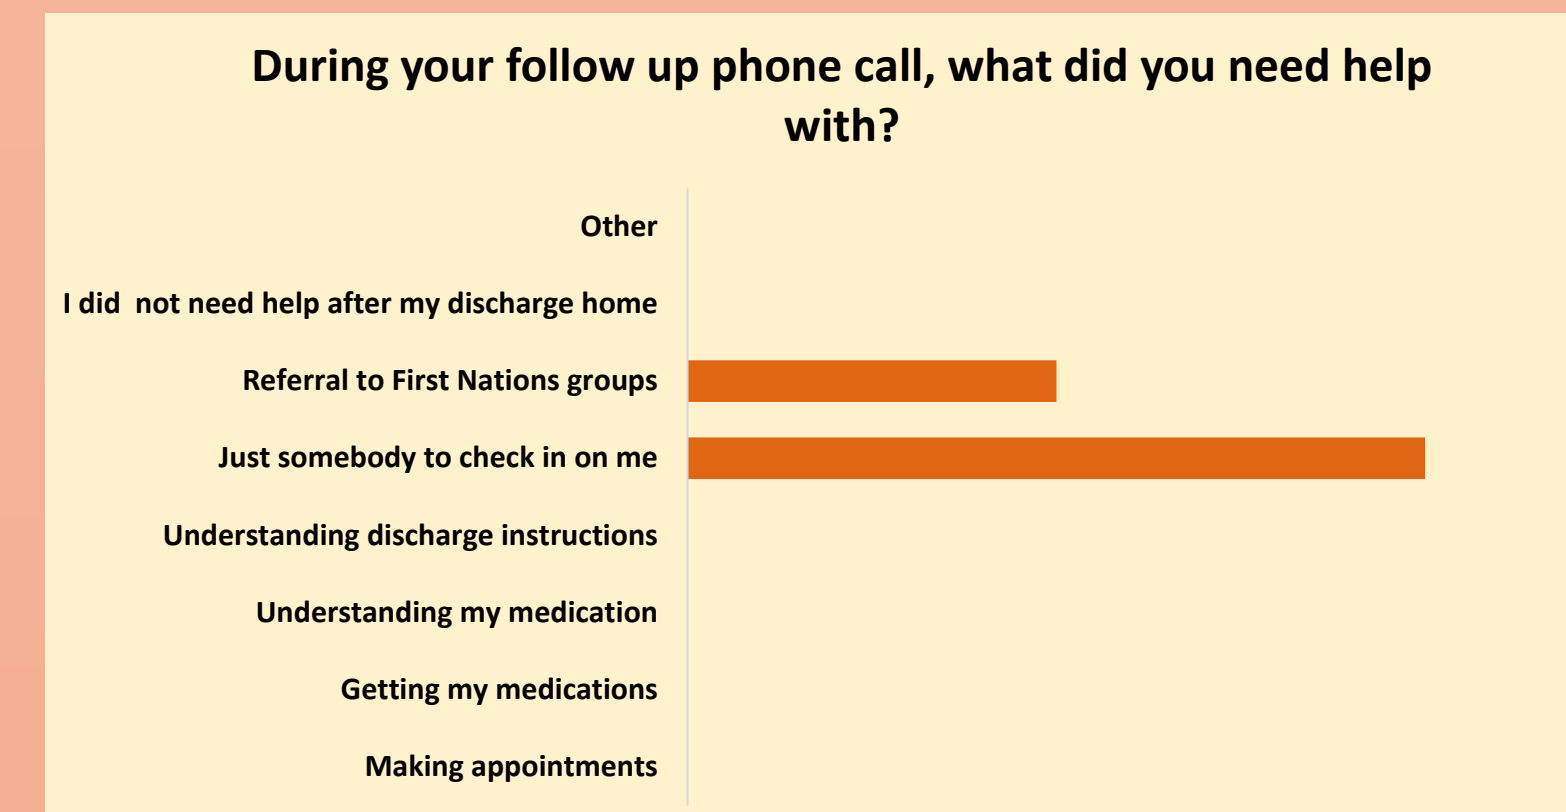 During your follow up phone call, what did you need help
with?
Other
I did  not need help after my discharge home
Referral to First Nations groups
Just somebody to check in on me
Understanding discharge instructions
Understanding my medication
Getting my medications
Making appointments